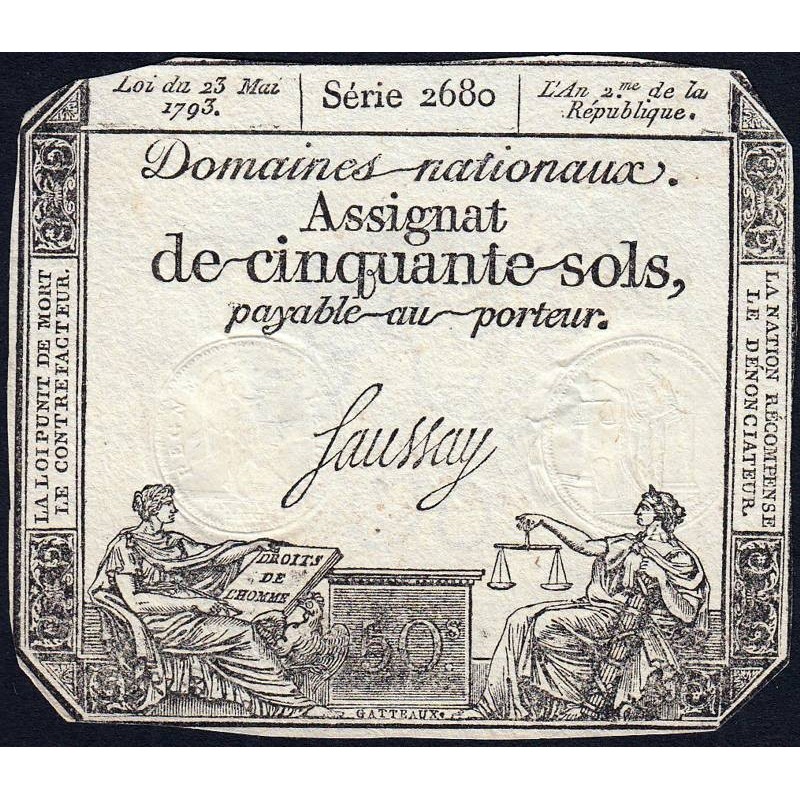 Loi du 23 Mai
1793.
Série 2680
L'An 2.me de la
République.
Domaines nationaux.
Assignat
de cinquante sols,
payable au porteur.
LA LOI PUNIT DE MORT
LE CONTREFACTEUR.
LA NATION RÉCOMPENSE
LE DÉNONCIATEUR.
Saussay
DROITS
DE
L'HOMME
50.s
GATTEAUX.